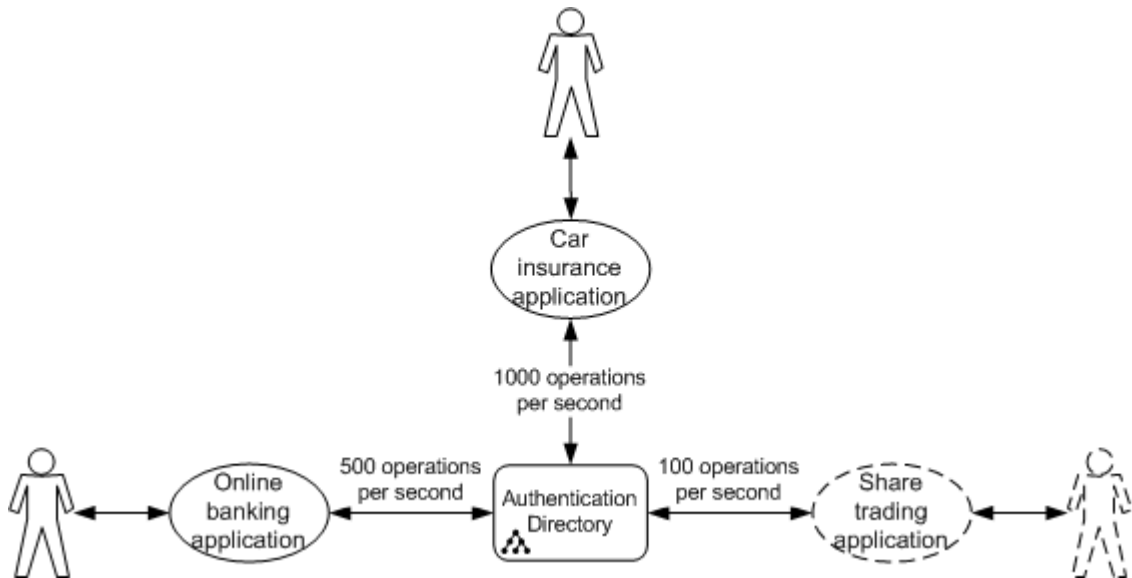 Car
insurance
application
1000 operations
per second
500 operations
per second
100 operations
per second
Online
banking
application
Authentication
Directory
Share
trading
application